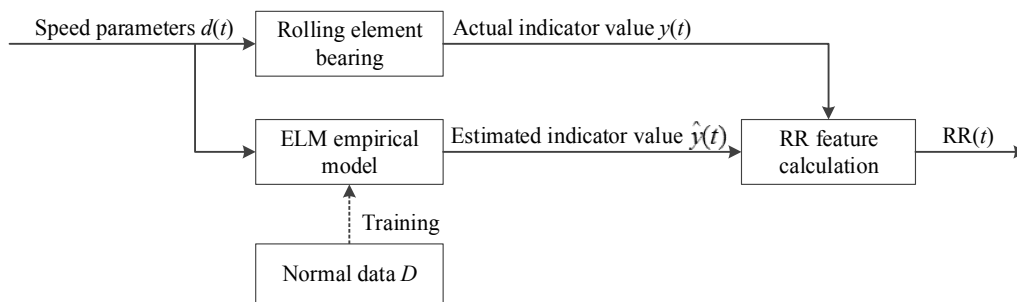 Speed parameters d(t)
Rolling element
bearing
Actual indicator value y(t)
ELM empirical
model
Estimated indicator value ŷ(t)
RR feature
calculation
RR(t)
Training
Normal data D